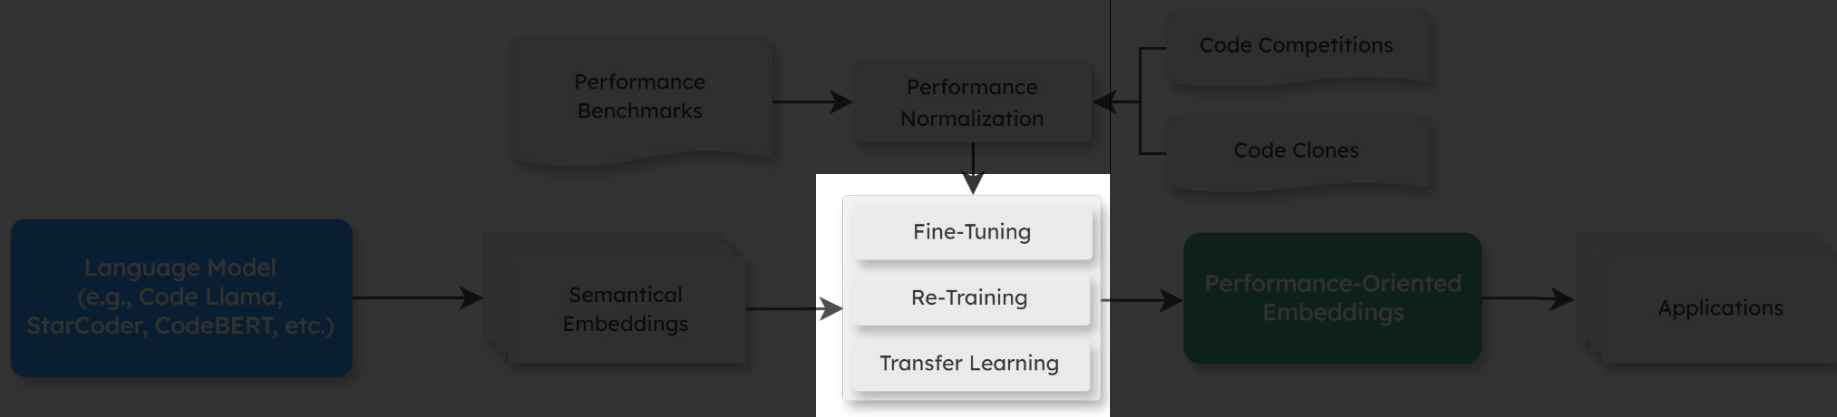 Performance
Benchmarks
Performance
Normalization
Code Competitions
Code Clones
Language Model
(e.g., Code Llama,
StarCoder, CodeBERT, etc.)
Semantical
Embeddings
Fine-Tuning
Re-Training
Transfer Learning
Performance-Oriented
Embeddings
Applications